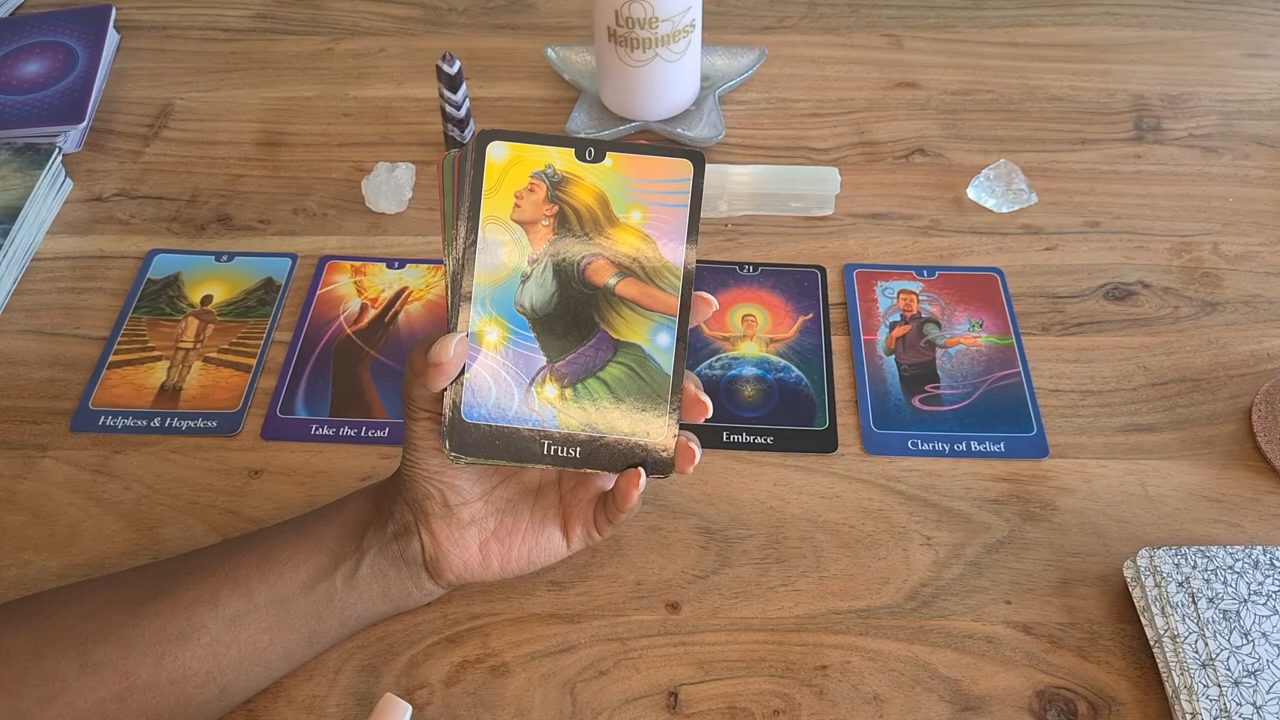 Love
&
Happiness
0
Trust
8
Helpless & Hopeless
3
Take the Lead
21
Embrace
1
Clarity of Belief